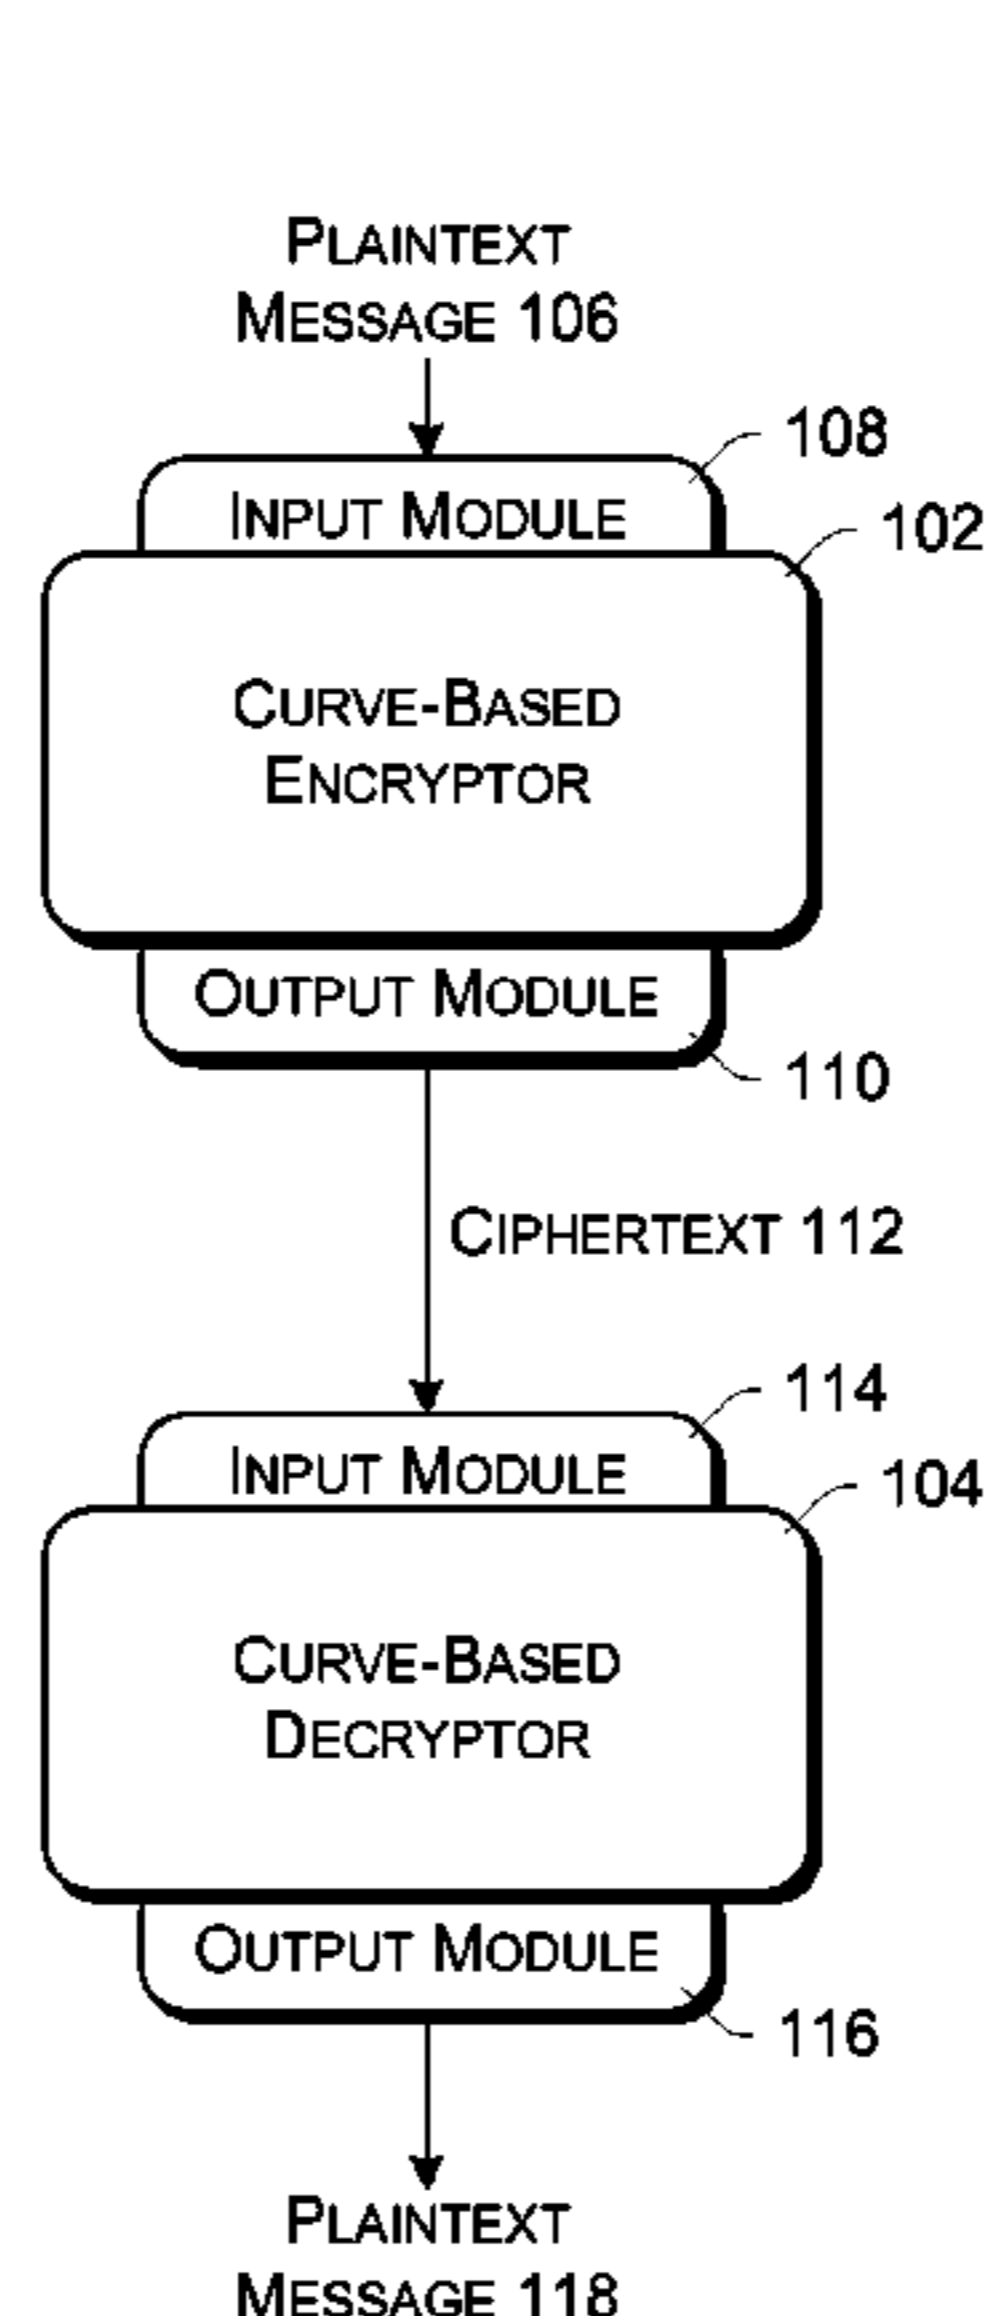 PLAINTEXT
MESSAGE 106
108
INPUT MODULE
102
CURVE-BASED
ENCRYPTOR
OUTPUT MODULE
110
CIPHERTEXT 112
114
INPUT MODULE
104
CURVE-BASED
DECRYPTOR
OUTPUT MODULE
116
PLAINTEXT
MESSAGE 118